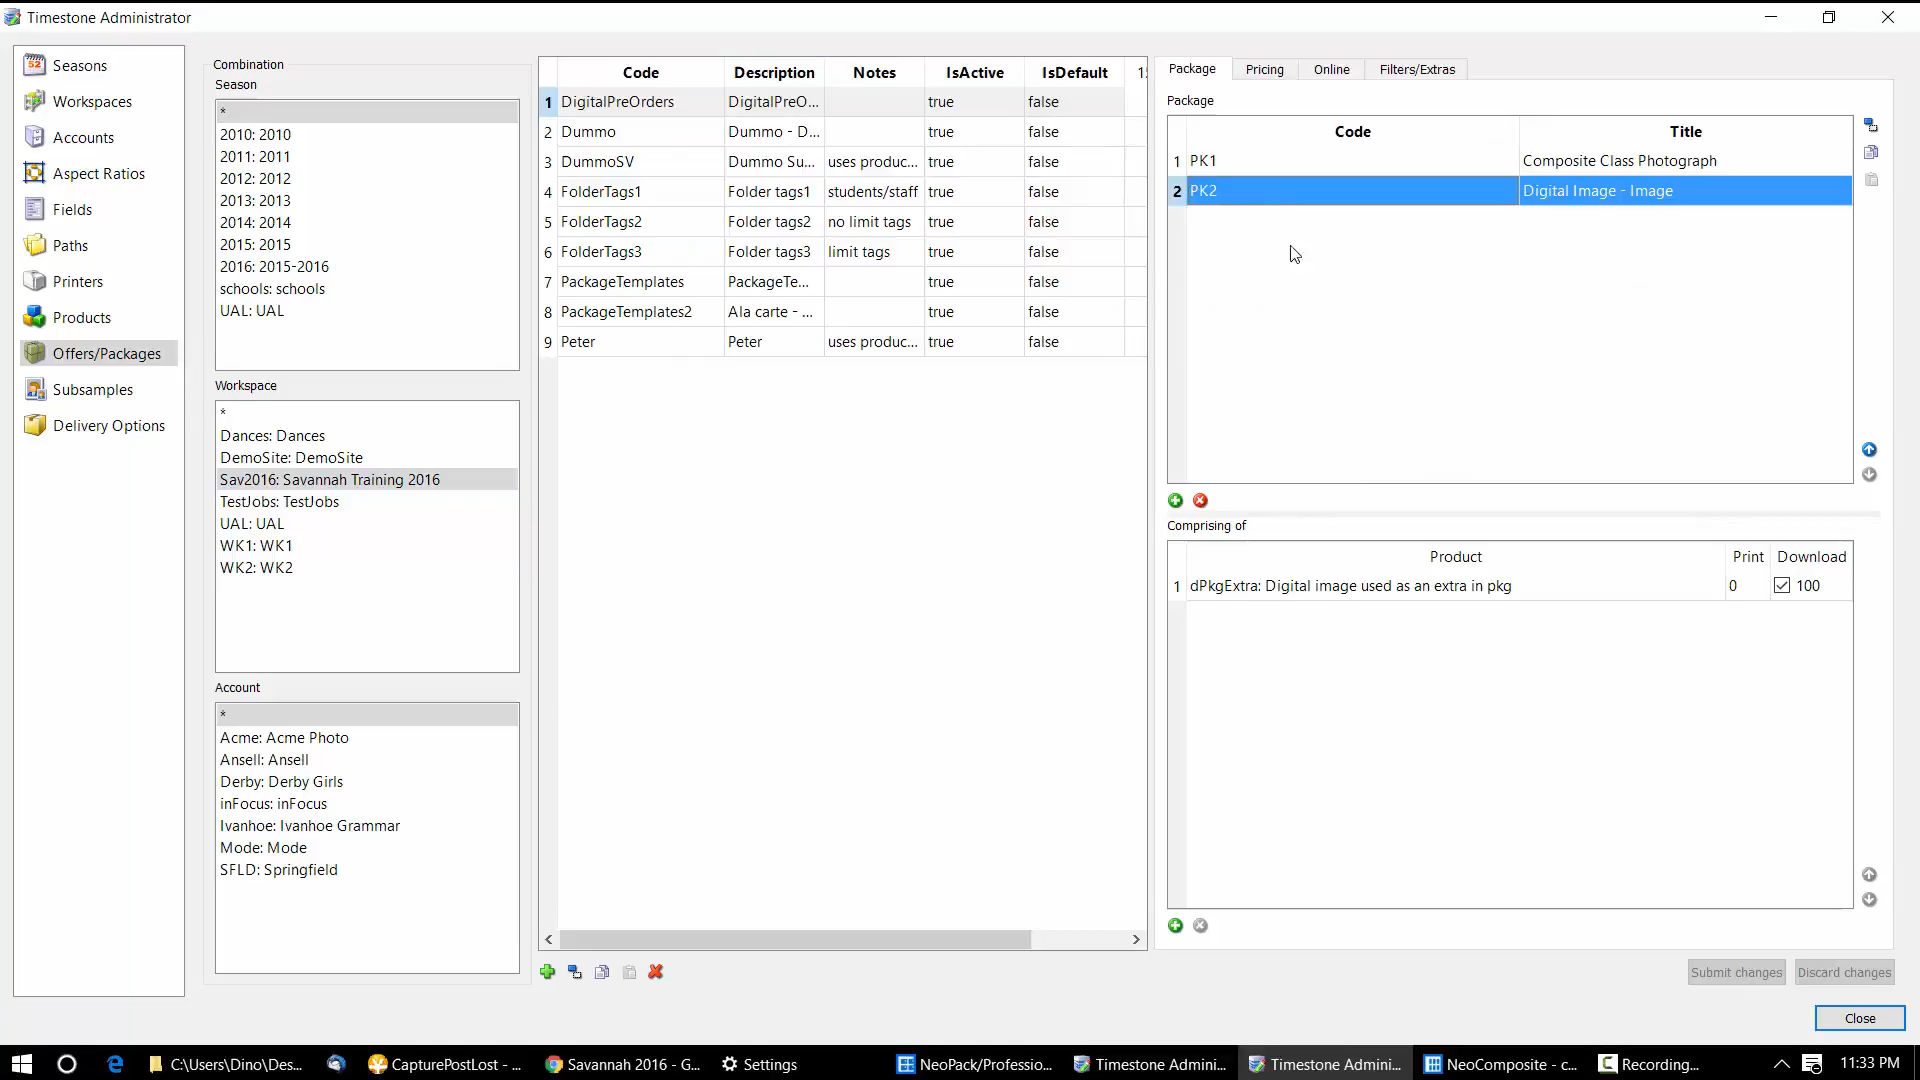 Timestone Administrator
Seasons
Workspaces
Accounts
Aspect Ratios
Fields
Paths
Printers
Products
Offers/Packages
Subsamples
Delivery Options
Combination
Season
*
2010: 2010
2011: 2011
2012: 2012
2013: 2013
2014: 2014
2015: 2015
2016: 2015-2016
schools: schools
UAL: UAL
Workspace
*
Dances: Dances
DemoSite: DemoSite
Sav2016: Savannah Training 2016
TestJobs: TestJobs
UAL: UAL
WK1: WK1
WK2: WK2
Account
*
Acme: Acme Photo
Ansell: Ansell
Derby: Derby Girls
inFocus: inFocus
Ivanhoe: Ivanhoe Grammar
Mode: Mode
SFLD: Springfield
Code Description Notes IsActive IsDefault
1 DigitalPreOrders DigitalPreO... true false
2 Dummo Dummo - D... true false
3 DummoSV Dummo Su... uses produc... true false
4 FolderTags1 Folder tags1 students/staff true false
5 FolderTags2 Folder tags2 no limit tags true false
6 FolderTags3 Folder tags3 limit tags true false
7 PackageTemplates PackageTe... true false
8 PackageTemplates2 Ala carte - ... true false
9 Peter Peter uses produc... true false
Package Pricing Online Filters/Extras
Package
Code Title
1 PK1 Composite Class Photograph
2 PK2 Digital Image - Image
Comprising of
Product Print Download
1 dPkgExtra: Digital image used as an extra in pkg 0 100
Submit changes Discard changes
Close
C:\Users\Dino\Des... CapturePostLost - ... Savannah 2016 - G... Settings NeoPack/Professio... Timestone Admini... Timestone Admini... NeoComposite - c... Recording... 11:33 PM